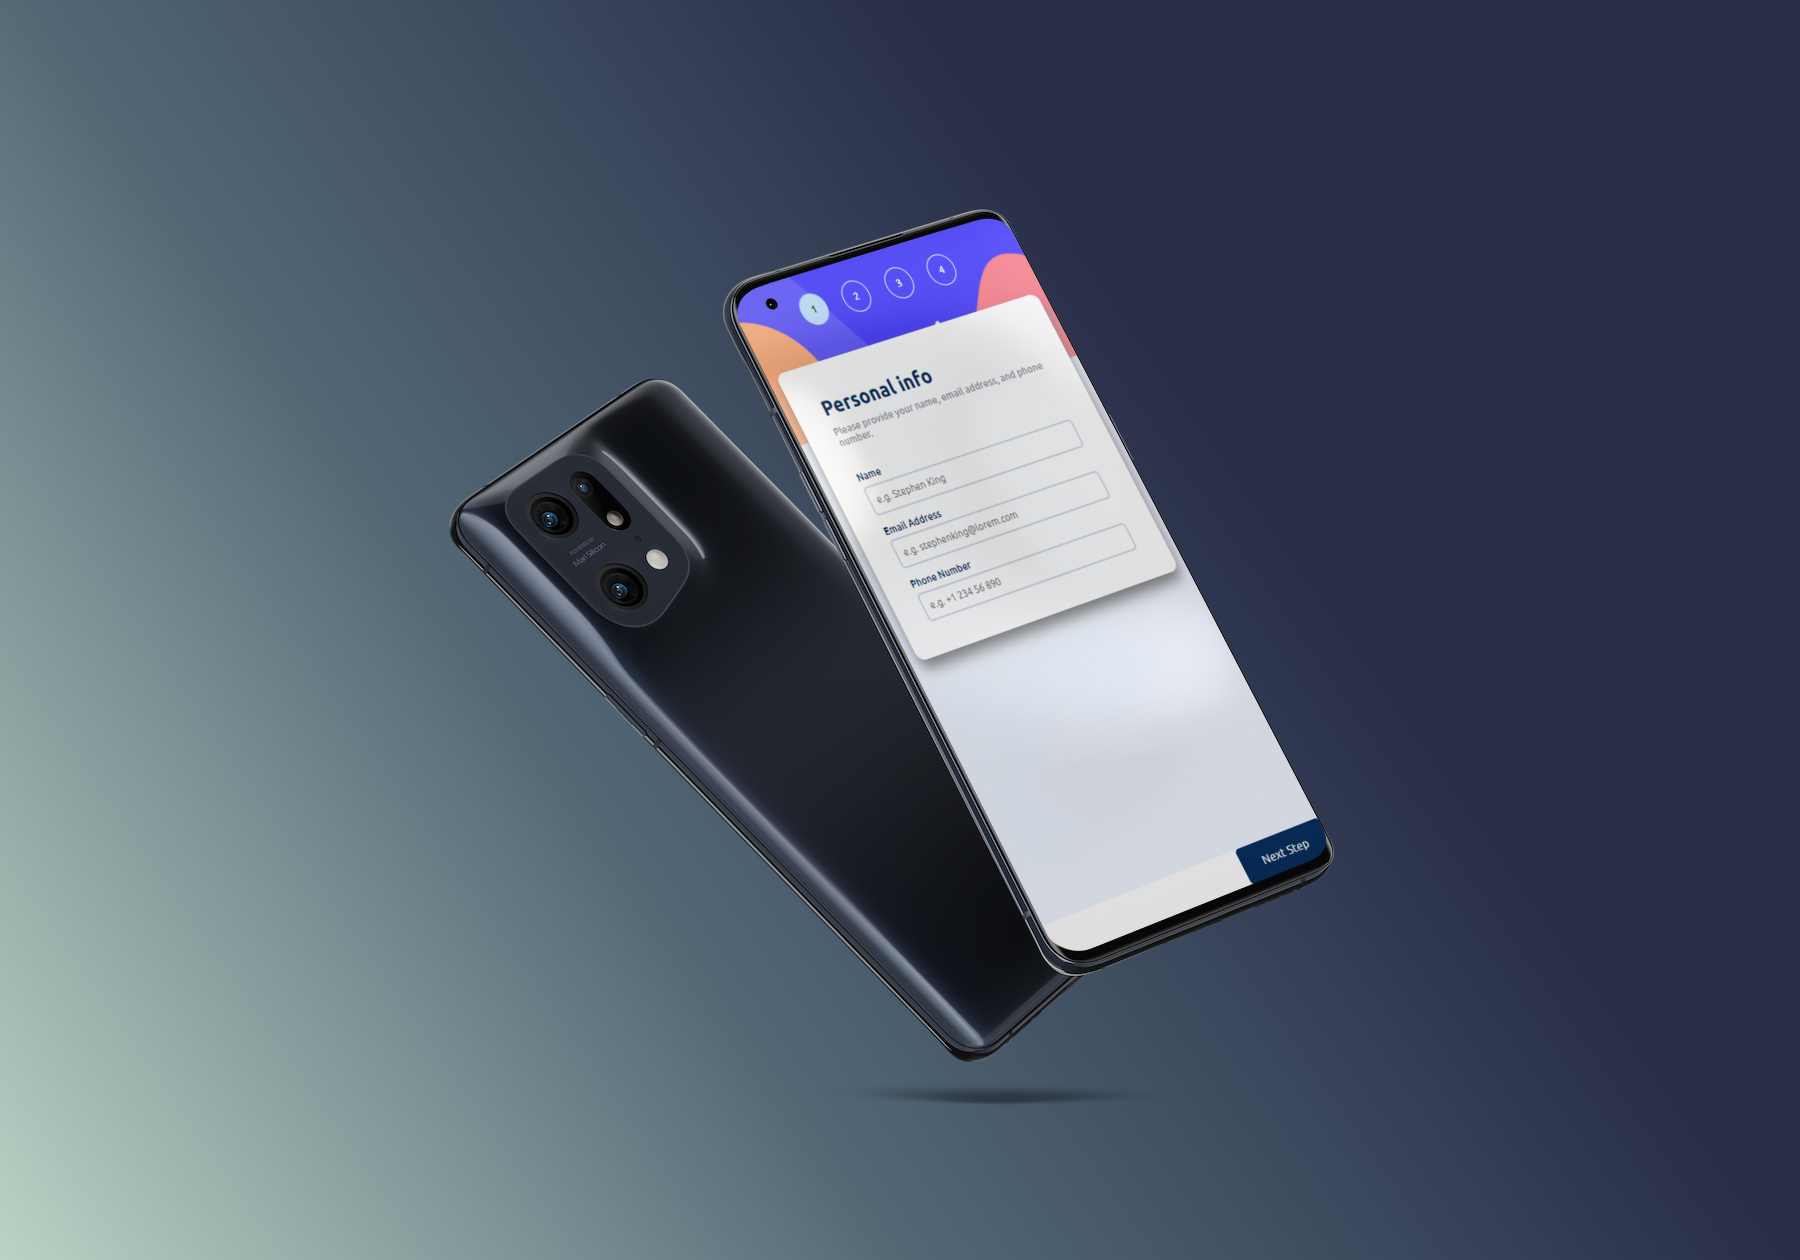 1 2 3 4
Personal info
Please provide your name, email address, and phone
number.
Name
e.g. Stephen King
Email Address
e.g. stephenking@lorem.com
Phone Number
e.g. +1 234 56 890
Next Step
POWERED BY
MariSilicon